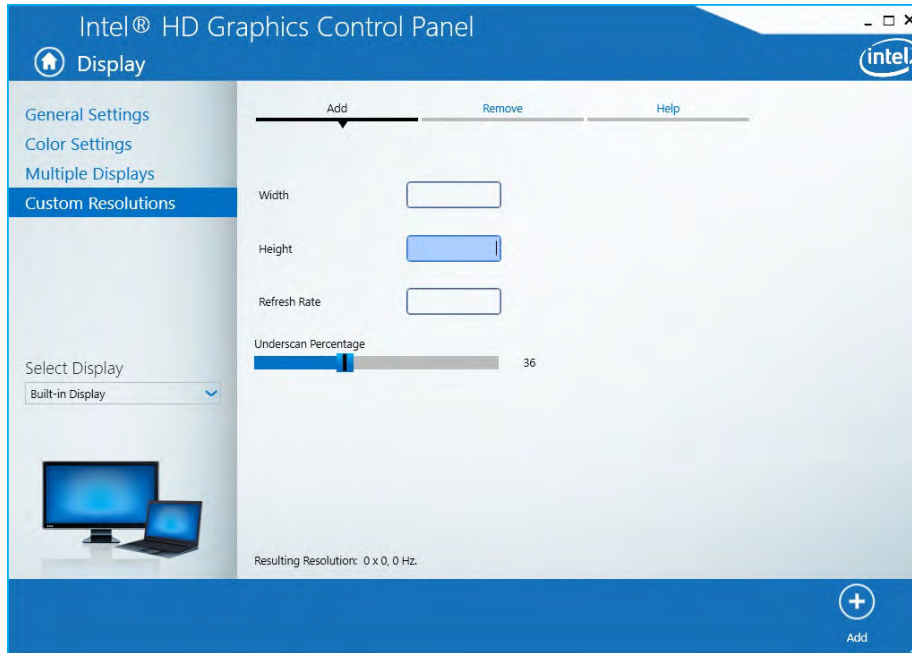 Intel® HD Graphics Control Panel
Display
intel
General Settings
Color Settings
Multiple Displays
Custom Resolutions
Select Display
Built-in Display
Add
Remove
Help
Width
Height
Refresh Rate
Underscan Percentage
36
Resulting Resolution: 0 x 0, 0 Hz.
Add